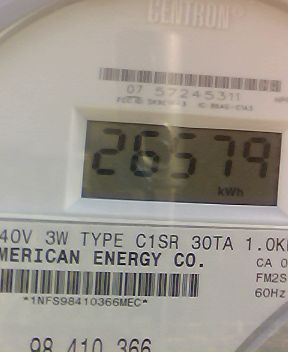 CENTRON
07 57245311
26579
kWh
40V 3W TYPE C1SR 30TA 1.0K
MERICAN ENERGY CO.
CA 0
FM2S
60Hz
*1NFS98410366MEC*
98 410 366